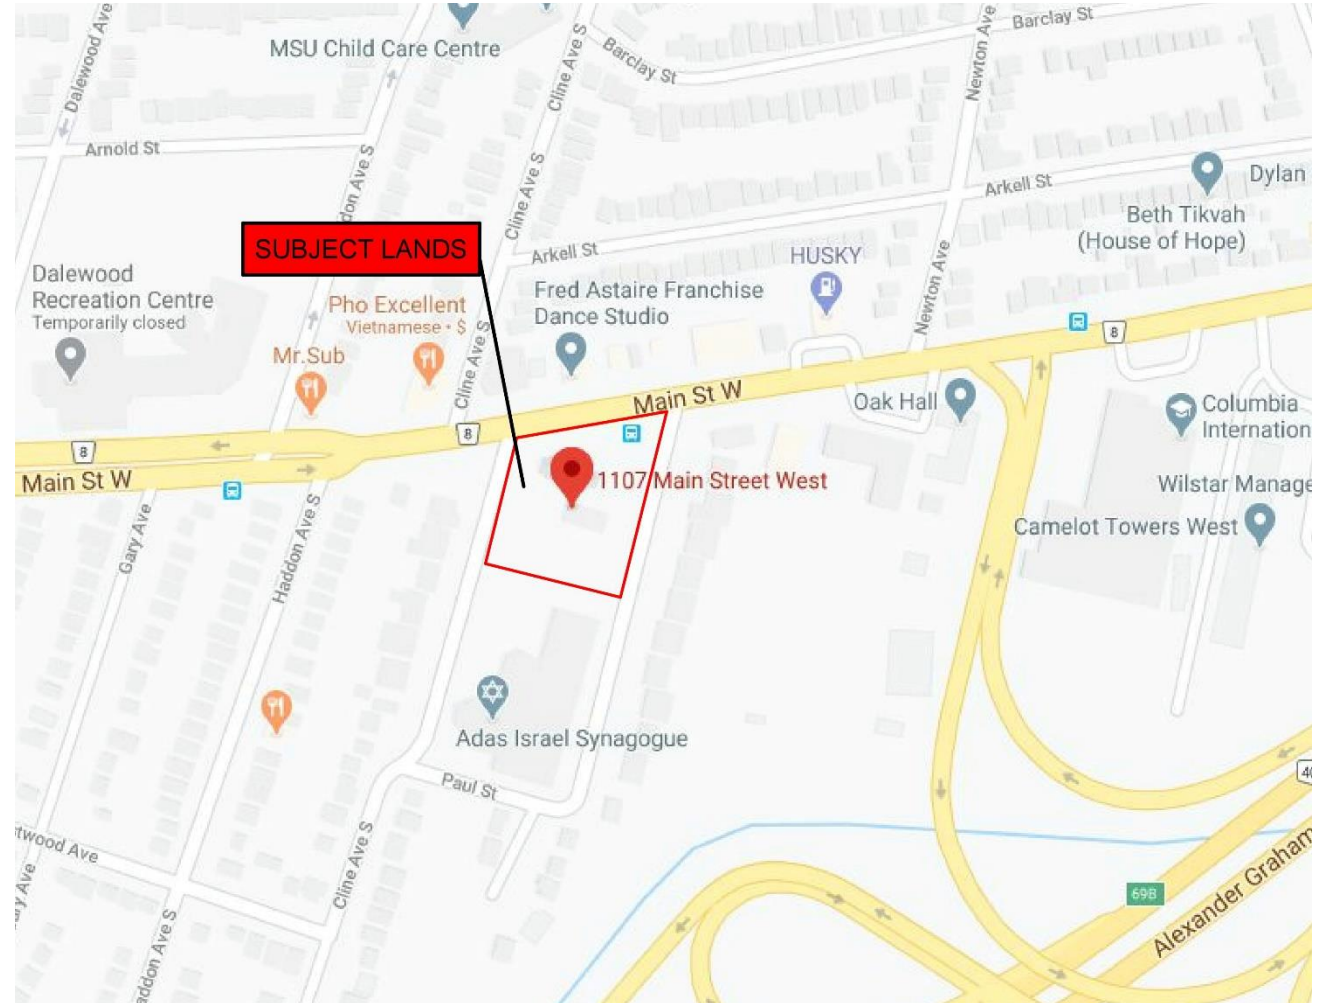 Dalewood Ave
MSU Child Care Centre
Cline Ave S
Barclay St
Newton Ave
Barclay St
Arnold St
Cline Ave S
Arkell St
Dylan
Beth Tikvah
(House of Hope)
SUBJECT LANDS
Arkell St
HUSKY
Newton Ave
Dalewood
Recreation Centre
Temporarily closed
Pho Excellent
Vietnamese • $
Fred Astaire Franchise
Dance Studio
Mr.Sub
Cline Ave S
Main St W
8
8
8
Oak Hall
Columbia
Internation
Main St W
1107 Main Street West
Wilstar Manage
Camelot Towers West
Gary Ave
Haddon Ave S
Adas Israel Synagogue
Paul St
twood Ave
Cline Ave S
69B
Alexander Graham